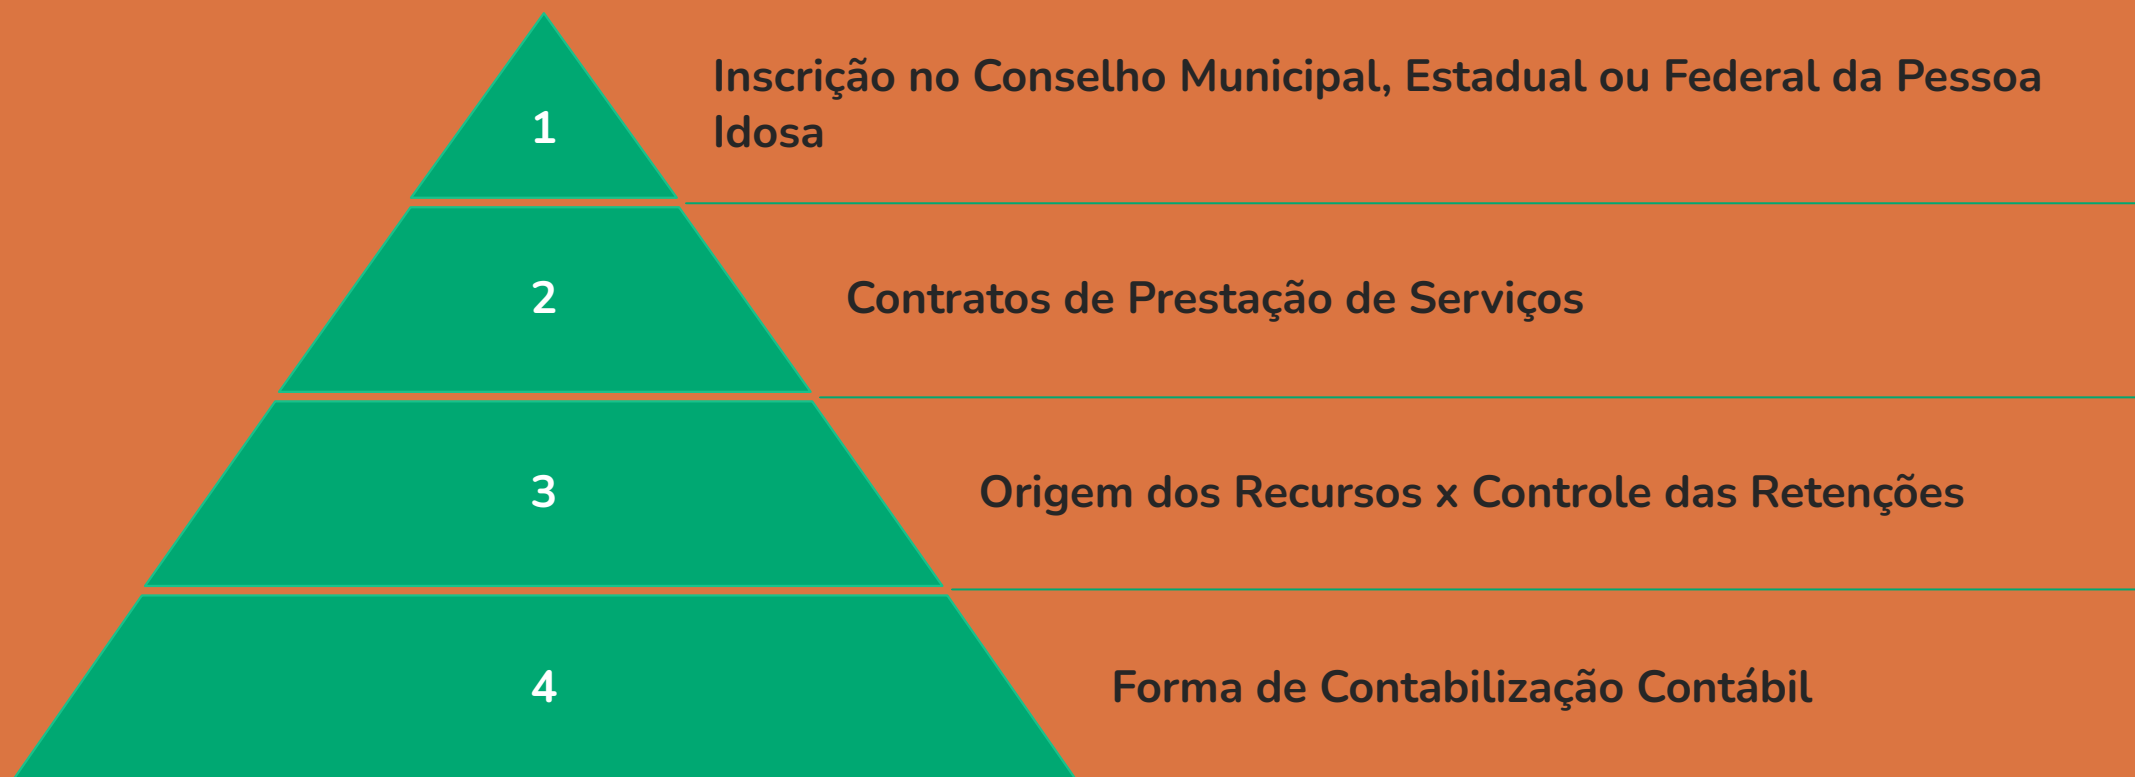 1
Inscrição no Conselho Municipal, Estadual ou Federal da Pessoa
Idosa
2
Contratos de Prestação de Serviços
3
Origem dos Recursos x Controle das Retenções
4
Forma de Contabilização Contábil